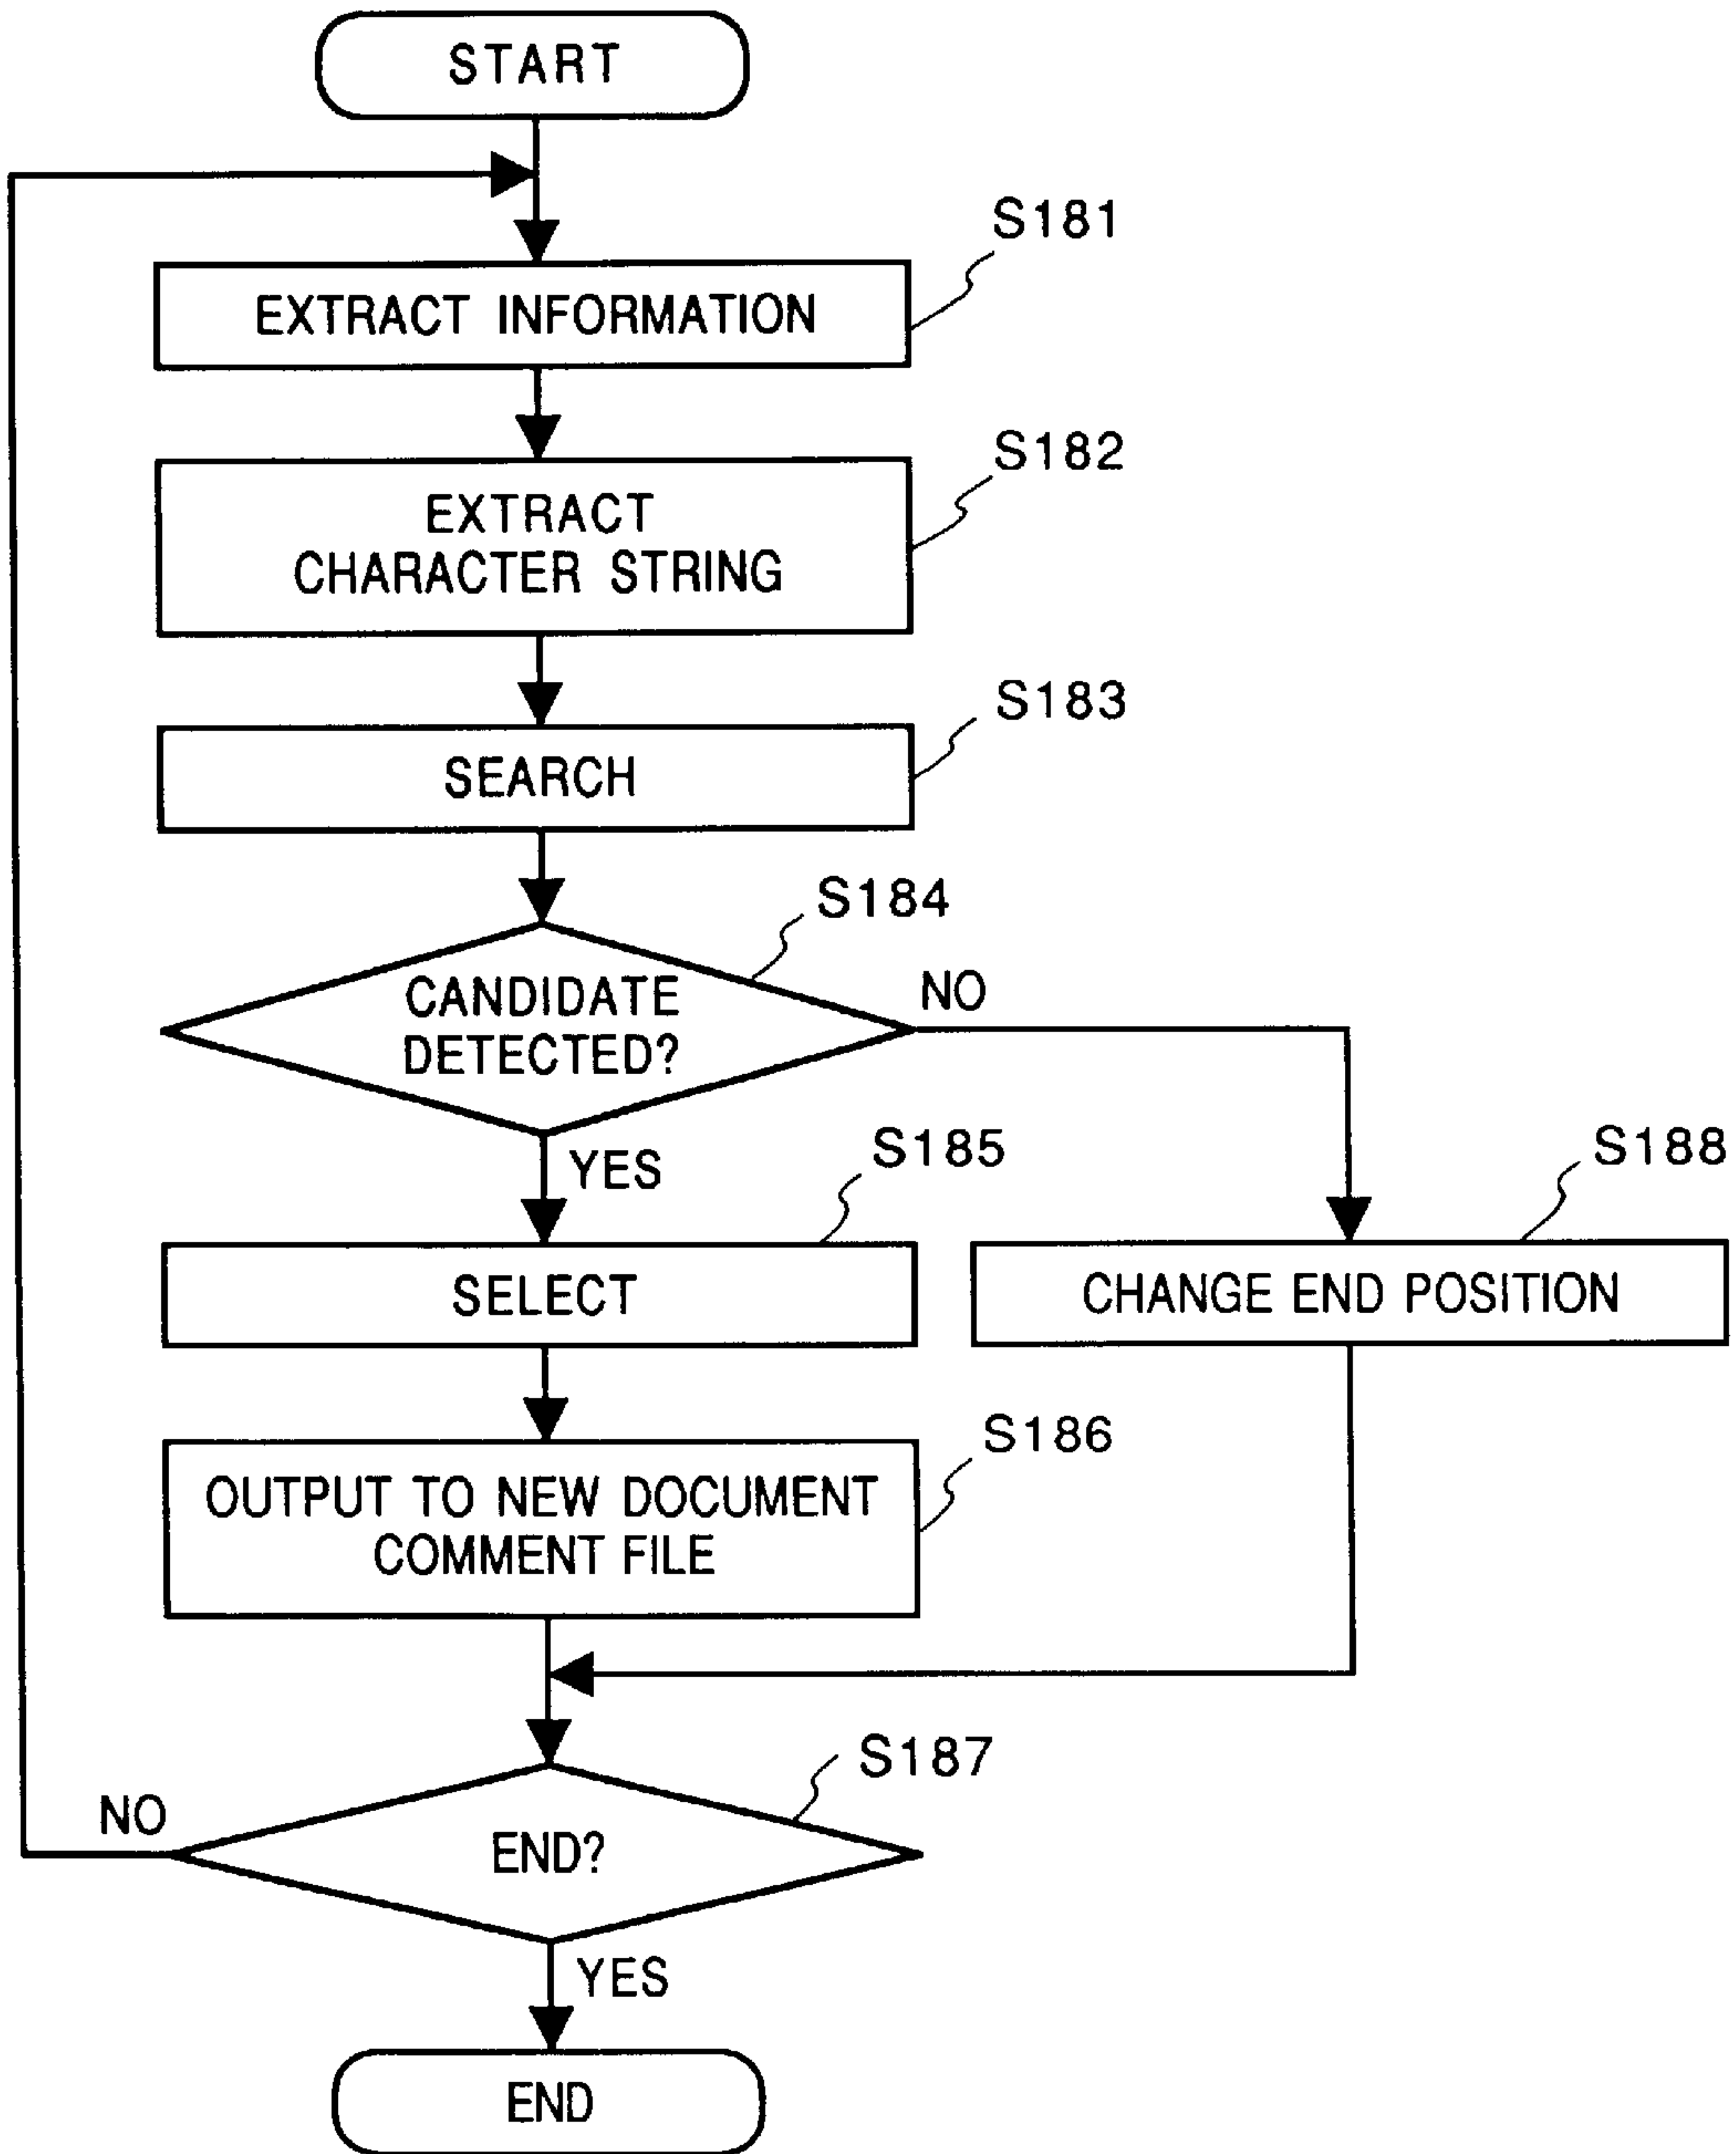 START
S181
EXTRACT INFORMATION
S182
EXTRACT
CHARACTER STRING
S183
SEARCH
S184
CANDIDATE
DETECTED?
NO
YES
S185
S188
SELECT
CHANGE END POSITION
S186
OUTPUT TO NEW DOCUMENT
COMMENT FILE
S187
NO
END?
YES
END